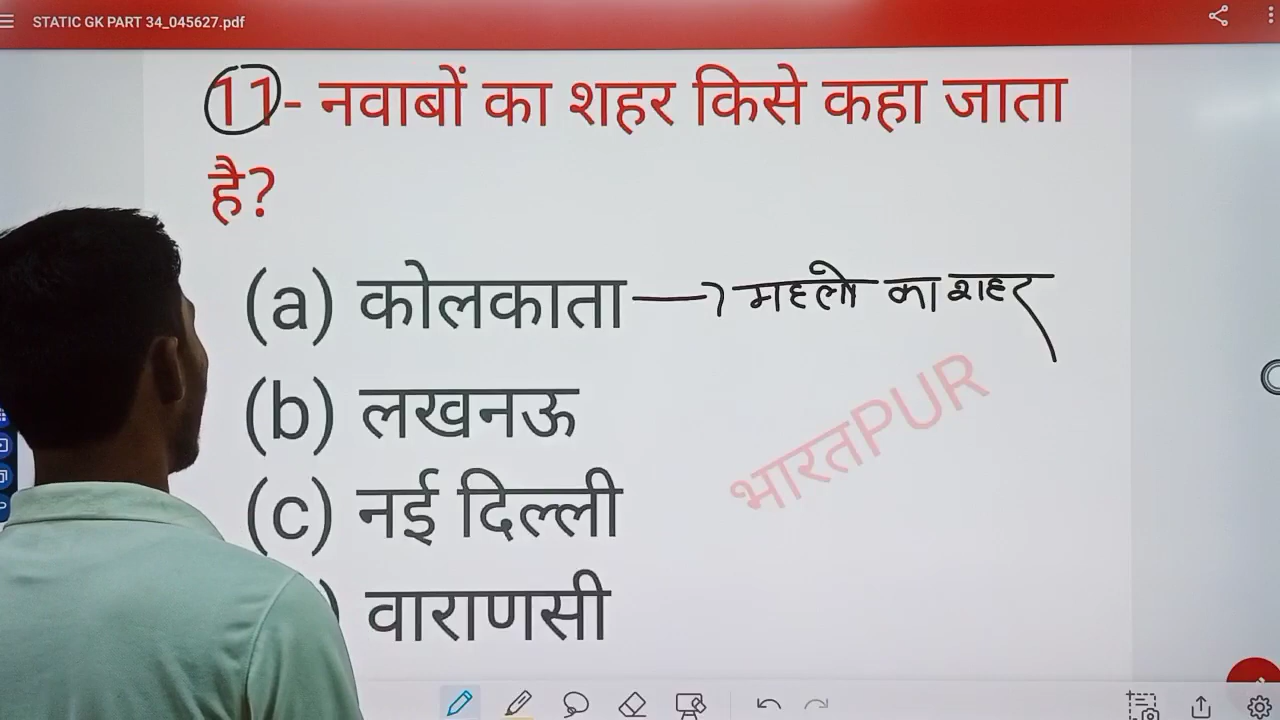 STATIC GK PART 34_045627.pdf
11- नवाबों का शहर किसे कहा जाता
है?
(a) कोलकाता → महलो का शहर
(b) लखनऊ
(c) नई दिल्ली
) वाराणसी
भारतPUR